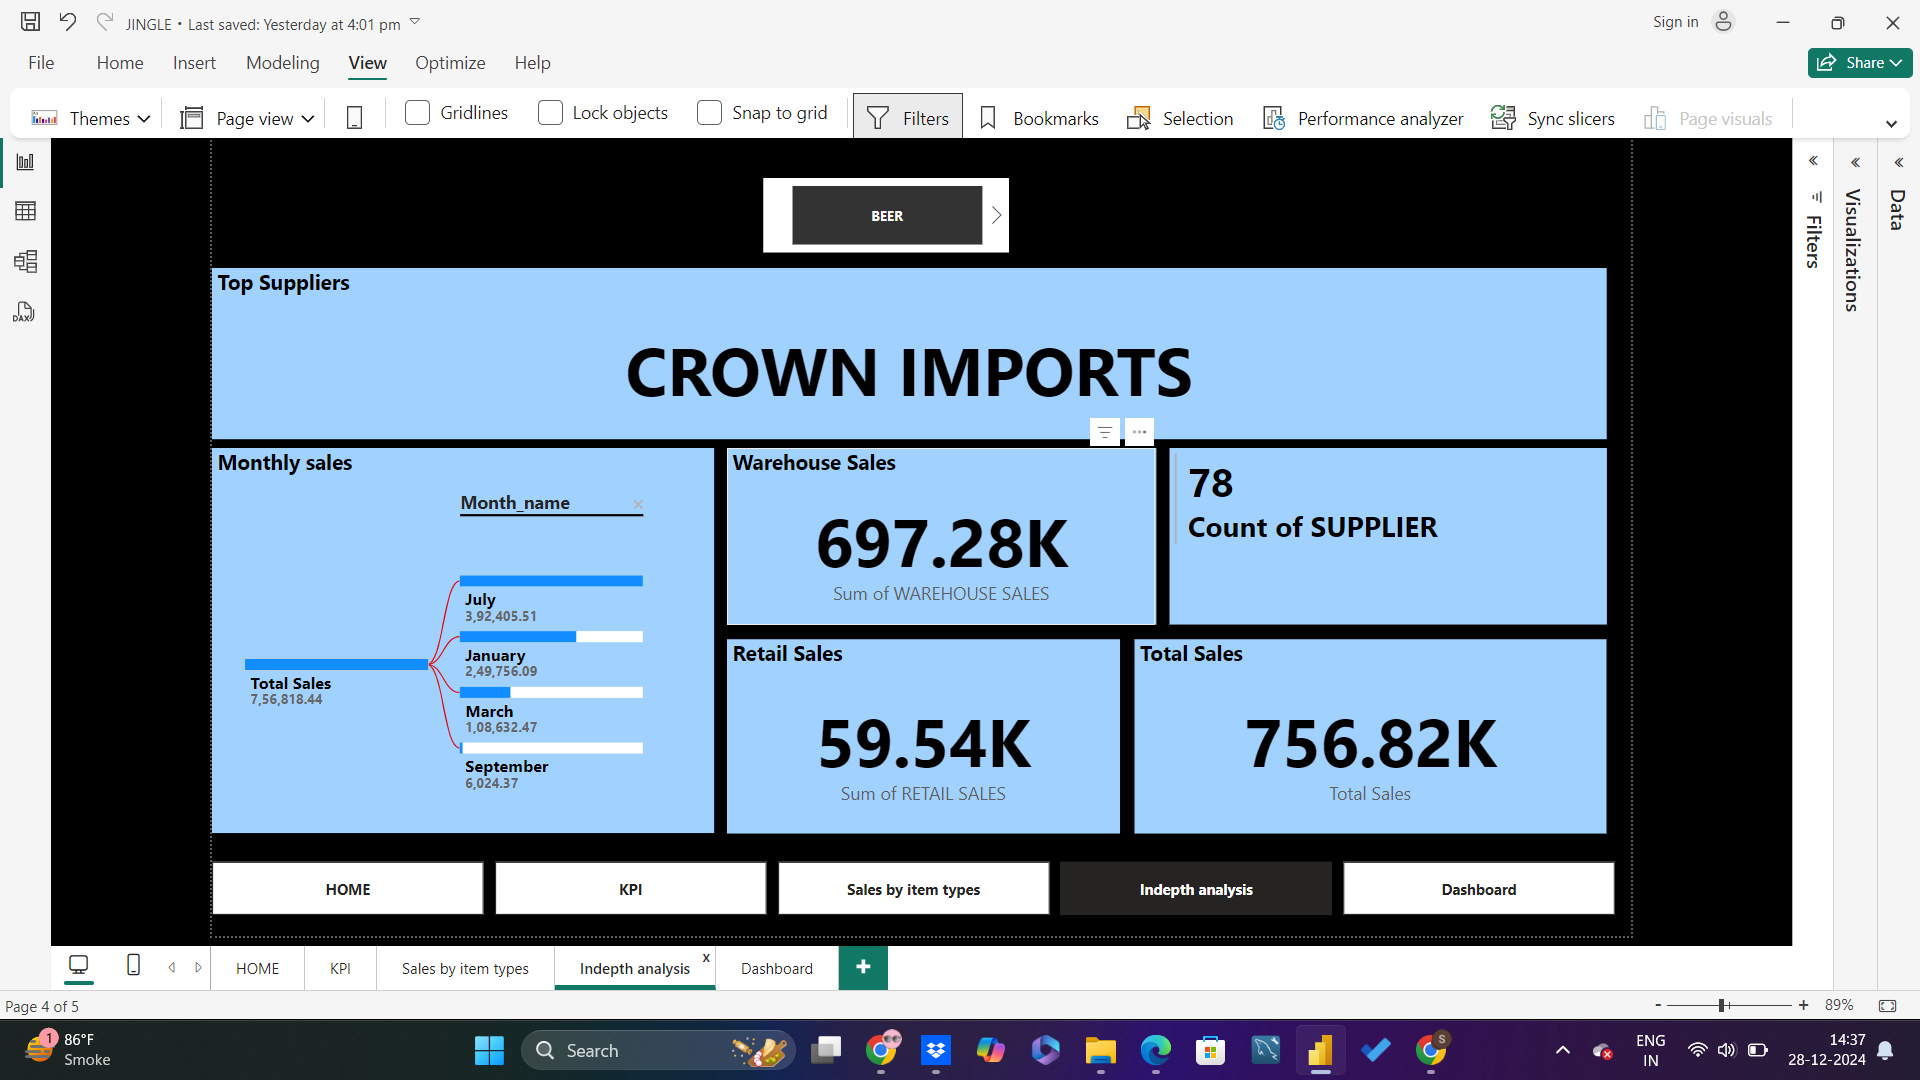 JINGLE • Last saved: Yesterday at 4:01 pm
Sign in
File Home Insert Modeling View Optimize Help
Share
Themes Page view Gridlines Lock objects Snap to grid Filters Bookmarks Selection Performance analyzer Sync slicers Page visuals
DAX
BEER
Filters
Visualizations
Data
Top Suppliers
CROWN IMPORTS
Monthly sales
Month_name
July
3,92,405.51
January
2,49,756.09
Total Sales
7,56,818.44
March
1,08,632.47
September
6,024.37
Warehouse Sales
697.28K
Sum of WAREHOUSE SALES
78
Count of SUPPLIER
Retail Sales
59.54K
Sum of RETAIL SALES
Total Sales
756.82K
Total Sales
HOME KPI Sales by item types Indepth analysis Dashboard
HOME KPI Sales by item types Indepth analysis x Dashboard +
Page 4 of 5
- + 89%
1
86°F
Smoke
Search
S
ENG
IN
14:37
28-12-2024